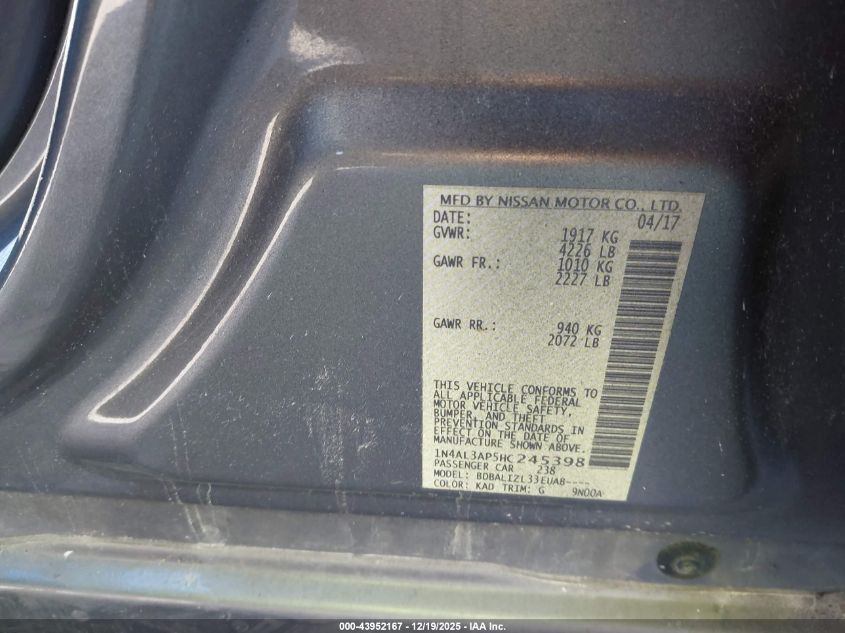 MFD BY NISSAN MOTOR CO., LTD.
DATE: 04/17
GVWR: 1917 KG
4226 LB
GAWR FR.: 1010 KG
2227 LB
GAWR RR.: 940 KG
2072 LB
THIS VEHICLE CONFORMS TO
ALL APPLICABLE FEDERAL
MOTOR VEHICLE SAFETY,
BUMPER, AND THEFT
PREVENTION STANDARDS IN
EFFECT ON THE DATE OF
MANUFACTURE SHOWN ABOVE.
1N4AL3AP5HC245398
PASSENGER CAR 238
MODEL: BDBALIZL33EUAB----
COLOR: KAD TRIM: G 9N00A
000-43952167 - 12/19/2025 - IAA Inc.